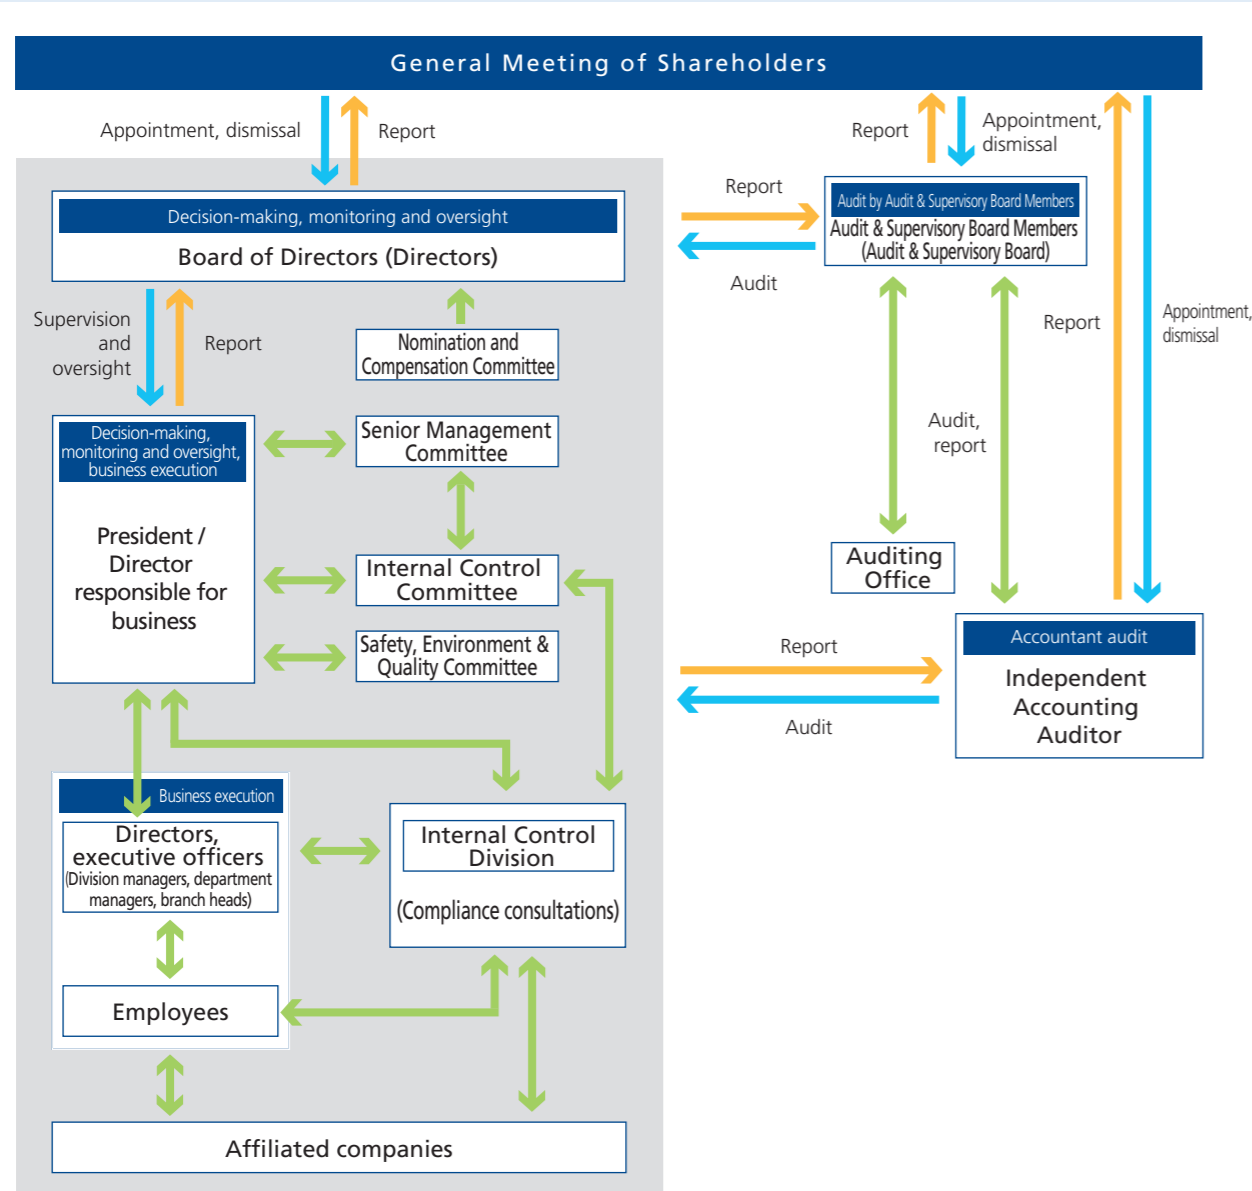 General Meeting of Shareholders
Appointment, dismissal
Report
Report
Appointment,
dismissal
Decision-making, monitoring and oversight
Board of Directors (Directors)
Report
Audit
Audit by Audit & Supervisory Board Members
Audit & Supervisory Board Members
(Audit & Supervisory Board)
Supervision
and
oversight
Report
Nomination and
Compensation Committee
Report
Appointment,
dismissal
Decision-making,
monitoring and oversight,
business execution
President /
Director
responsible for
business
Senior Management
Committee
Audit,
report
Internal Control
Committee
Auditing
Office
Safety, Environment &
Quality Committee
Report
Audit
Accountant audit
Independent
Accounting
Auditor
Business execution
Directors,
executive officers
(Division managers, department
managers, branch heads)
Internal Control
Division
(Compliance consultations)
Employees
Affiliated companies